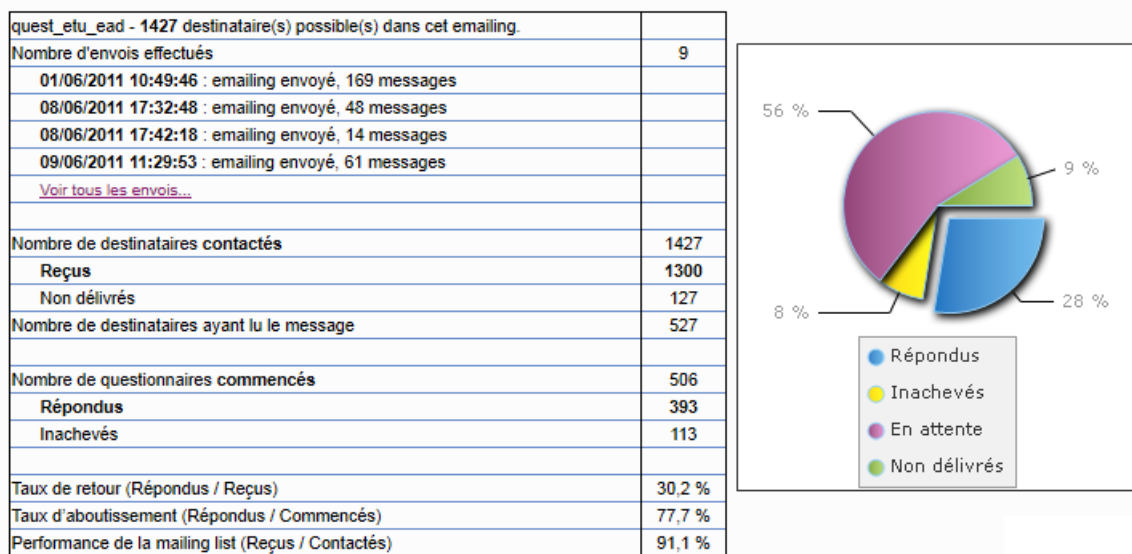 quest_etu_ead - 1427 destinataire(s) possible(s) dans cet emailing.
Nombre d'envois effectués 9
01/06/2011 10:49:46 : emailing envoyé, 169 messages
08/06/2011 17:32:48 : emailing envoyé, 48 messages
08/06/2011 17:42:18 : emailing envoyé, 14 messages
09/06/2011 11:29:53 : emailing envoyé, 61 messages
Voir tous les envois...
Nombre de destinataires contactés 1427
Reçus 1300
Non délivrés 127
Nombre de destinataires ayant lu le message 527
Nombre de questionnaires commencés 506
Répondus 393
Inachevés 113
Taux de retour (Répondus / Reçus) 30,2 %
Taux d'aboutissement (Répondus / Commencés) 77,7 %
Performance de la mailing list (Reçus / Contactés) 91,1 %
56 %
9 %
8 %
28 %
Répondus
Inachevés
En attente
Non délivrés